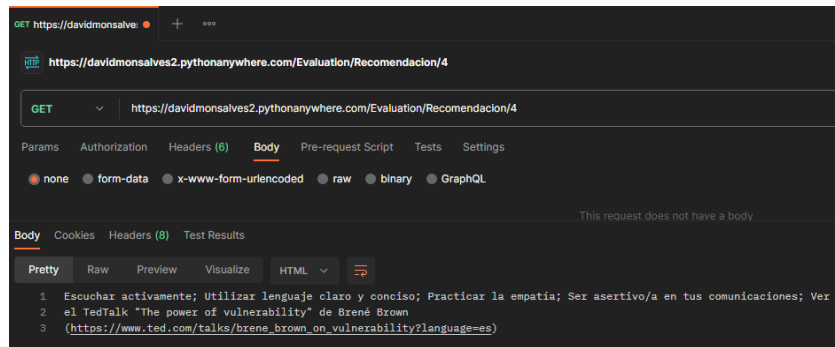 GET https://davidmonsalve:
HTTP https://davidmonsalves2.pythonanywhere.com/Evaluation/Recomendacion/4
GET https://davidmonsalves2.pythonanywhere.com/Evaluation/Recomendacion/4
Params Authorization Headers (6) Body Pre-request Script Tests Settings
none form-data x-www-form-urlencoded raw binary GraphQL
This request does not have a body
Body Cookies Headers (8) Test Results
Pretty Raw Preview Visualize HTML
1 Escuchar activamente; Utilizar lenguaje claro y conciso; Practicar la empatía; Ser asertivo/a en tus comunicaciones; Ver
2 el TedTalk "The power of vulnerability" de Brené Brown
3 (https://www.ted.com/talks/brene_brown_on_vulnerability?language=es)